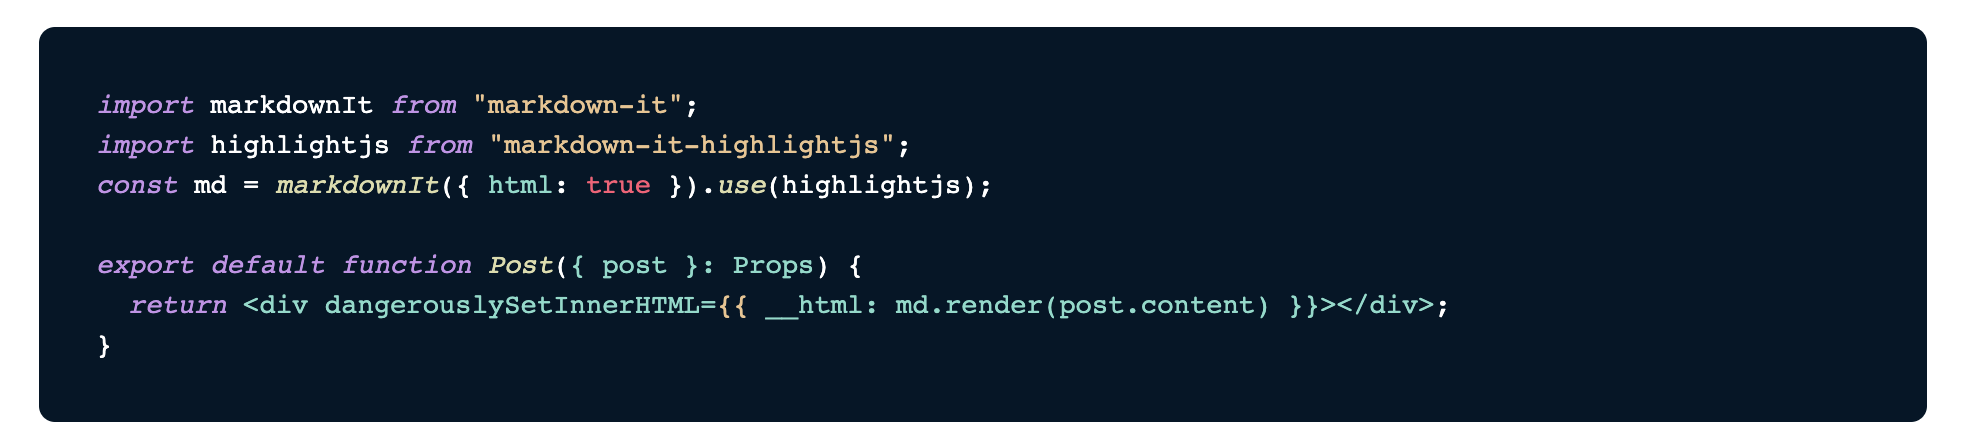 import markdownIt from "markdown-it";
import highlightjs from "markdown-it-highlightjs";
const md = markdownIt({ html: true }).use(highlightjs);
export default function Post({ post }: Props) {
  return <div dangerouslySetInnerHTML={{ __html: md.render(post.content) }}></div>;
}